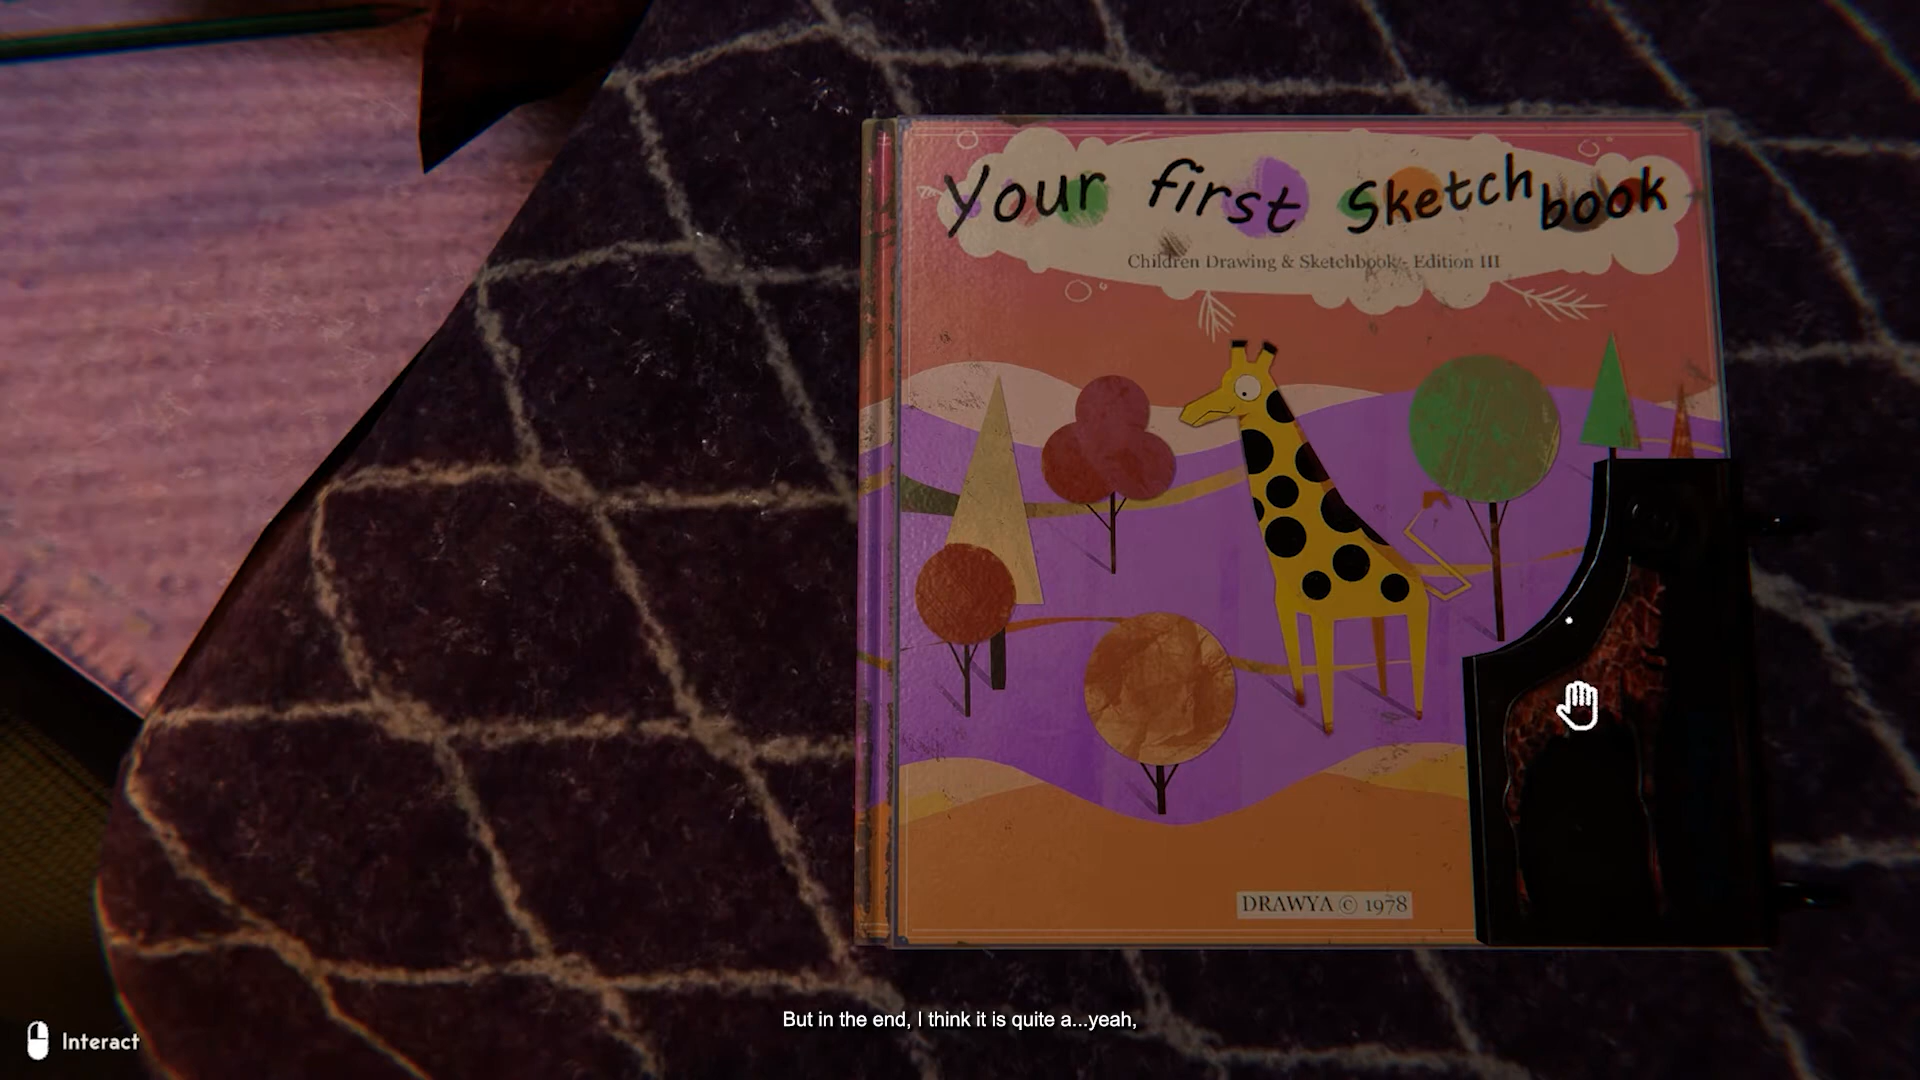 Your first Sketchbook
Children Drawing & Sketchbook - Edition III
DRAWYA © 1978
But in the end, I think it is quite a...yeah,
Interact